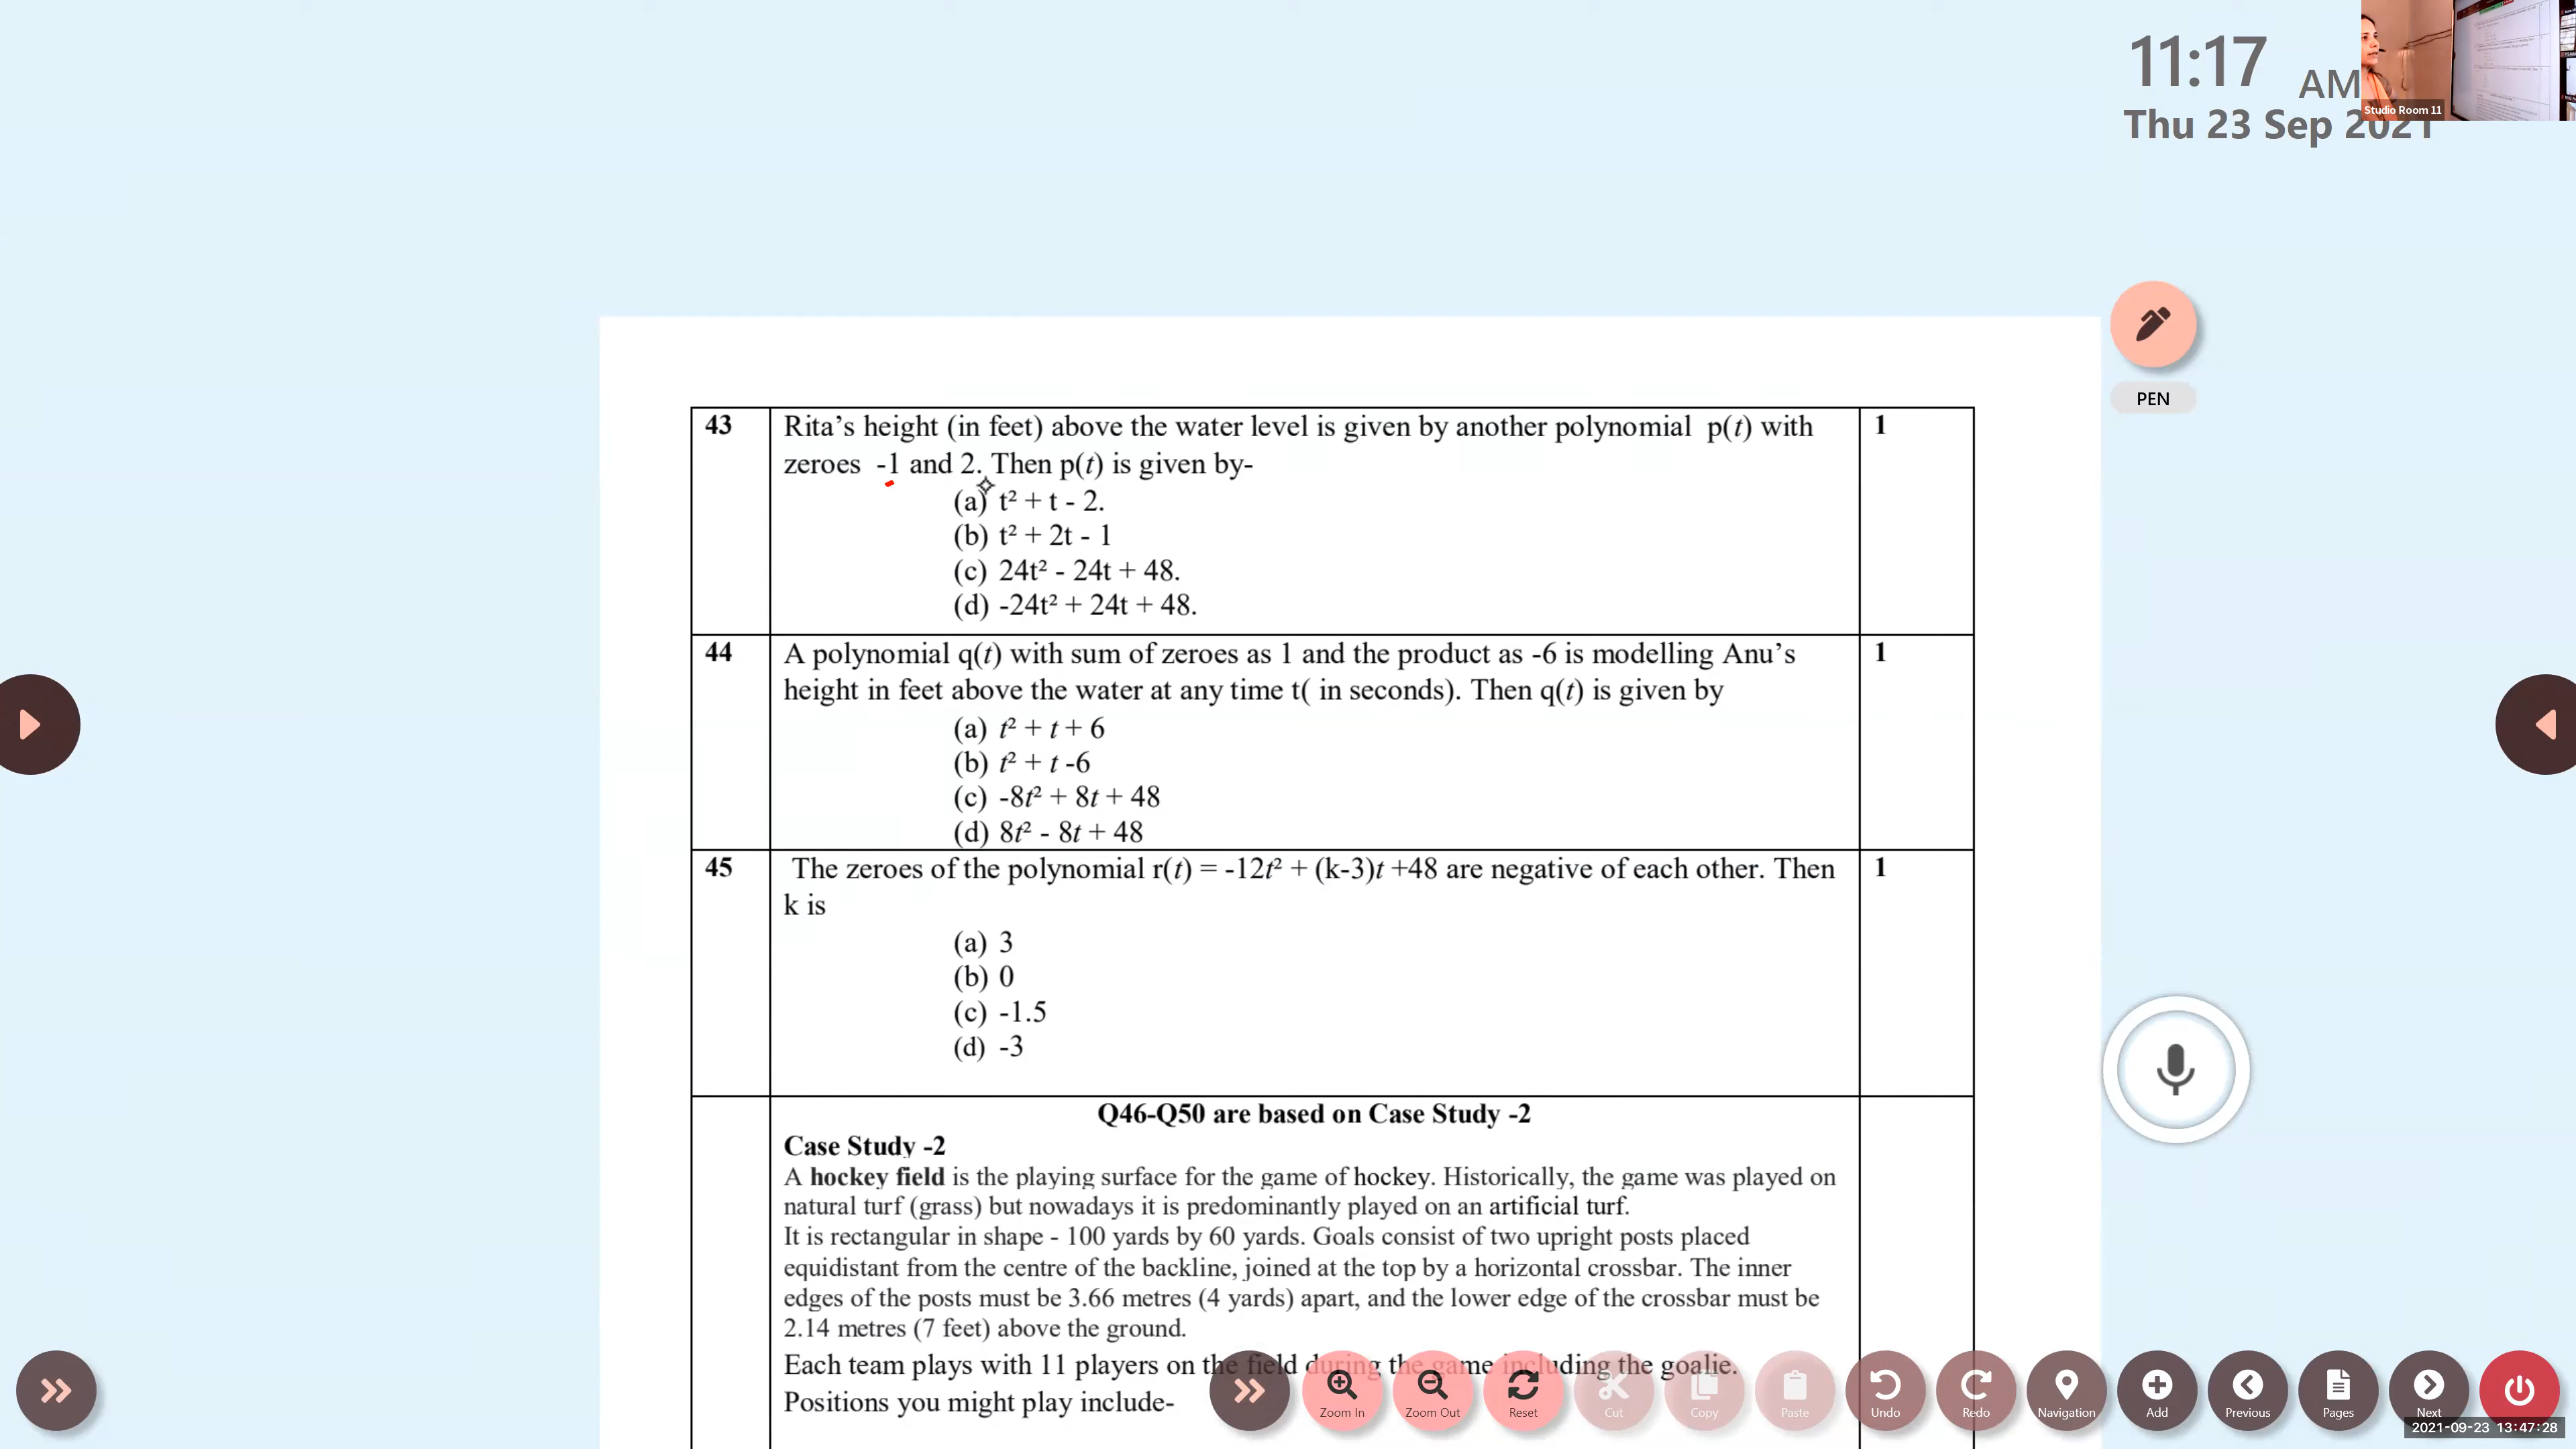 11:17 AM
Thu 23 Sep 2021
Studio Room 11
PEN
43 Rita’s height (in feet) above the water level is given by another polynomial p(t) with 1
zeroes -1 and 2. Then p(t) is given by-
(a) t² + t - 2.
(b) t² + 2t - 1
(c) 24t² - 24t + 48.
(d) -24t² + 24t + 48.
44 A polynomial q(t) with sum of zeroes as 1 and the product as -6 is modelling Anu’s 1
height in feet above the water at any time t( in seconds). Then q(t) is given by
(a) t² + t + 6
(b) t² + t -6
(c) -8t² + 8t + 48
(d) 8t² - 8t + 48
45 The zeroes of the polynomial r(t) = -12t² + (k-3)t +48 are negative of each other. Then 1
k is
(a) 3
(b) 0
(c) -1.5
(d) -3
Q46-Q50 are based on Case Study -2
Case Study -2
A hockey field is the playing surface for the game of hockey. Historically, the game was played on
natural turf (grass) but nowadays it is predominantly played on an artificial turf.
It is rectangular in shape - 100 yards by 60 yards. Goals consist of two upright posts placed
equidistant from the centre of the backline, joined at the top by a horizontal crossbar. The inner
edges of the posts must be 3.66 metres (4 yards) apart, and the lower edge of the crossbar must be
2.14 metres (7 feet) above the ground.
Each team plays with 11 players on the field during the game including the goalie.
Positions you might play include-
Zoom In Zoom Out Reset Cut Copy Paste Undo Redo Navigation Add Previous Pages Next
2021-09-23 13:47:28